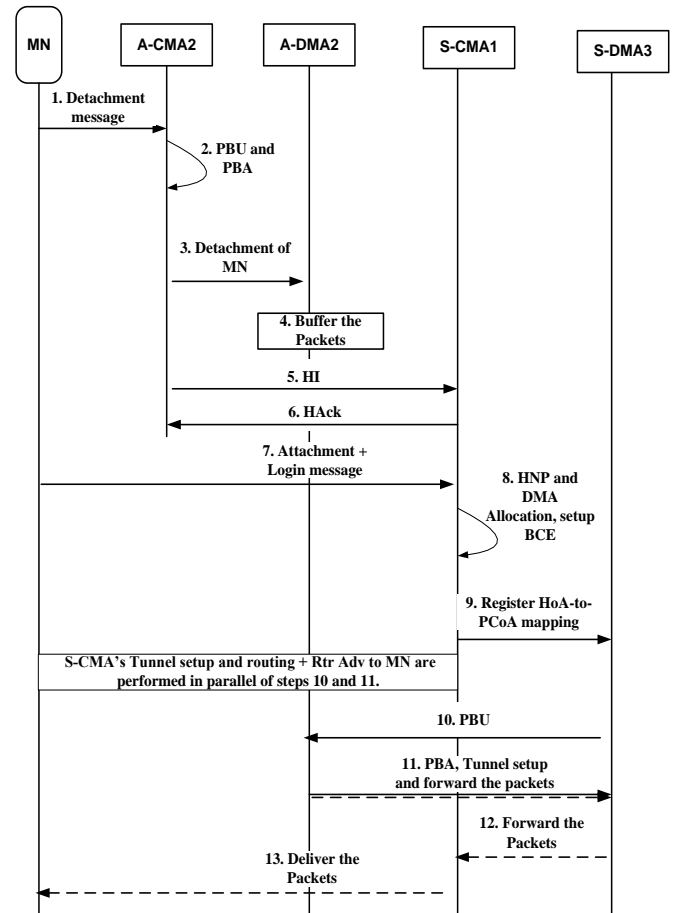 MN
A-CMA2
A-DMA2
S-CMA1
S-DMA3
1. Detachment
message
2. PBU and
PBA
3. Detachment of
MN
4. Buffer the
Packets
5. HI
6. HAck
7. Attachment +
Login message
8. HNP and
DMA
Allocation, setup
BCE
9. Register HoA-to-
PCoA mapping
S-CMA's Tunnel setup and routing + Rtr Adv to MN are
performed in parallel of steps 10 and 11.
10. PBU
11. PBA, Tunnel setup
and forward the packets
12. Forward the
Packets
13. Deliver the
Packets